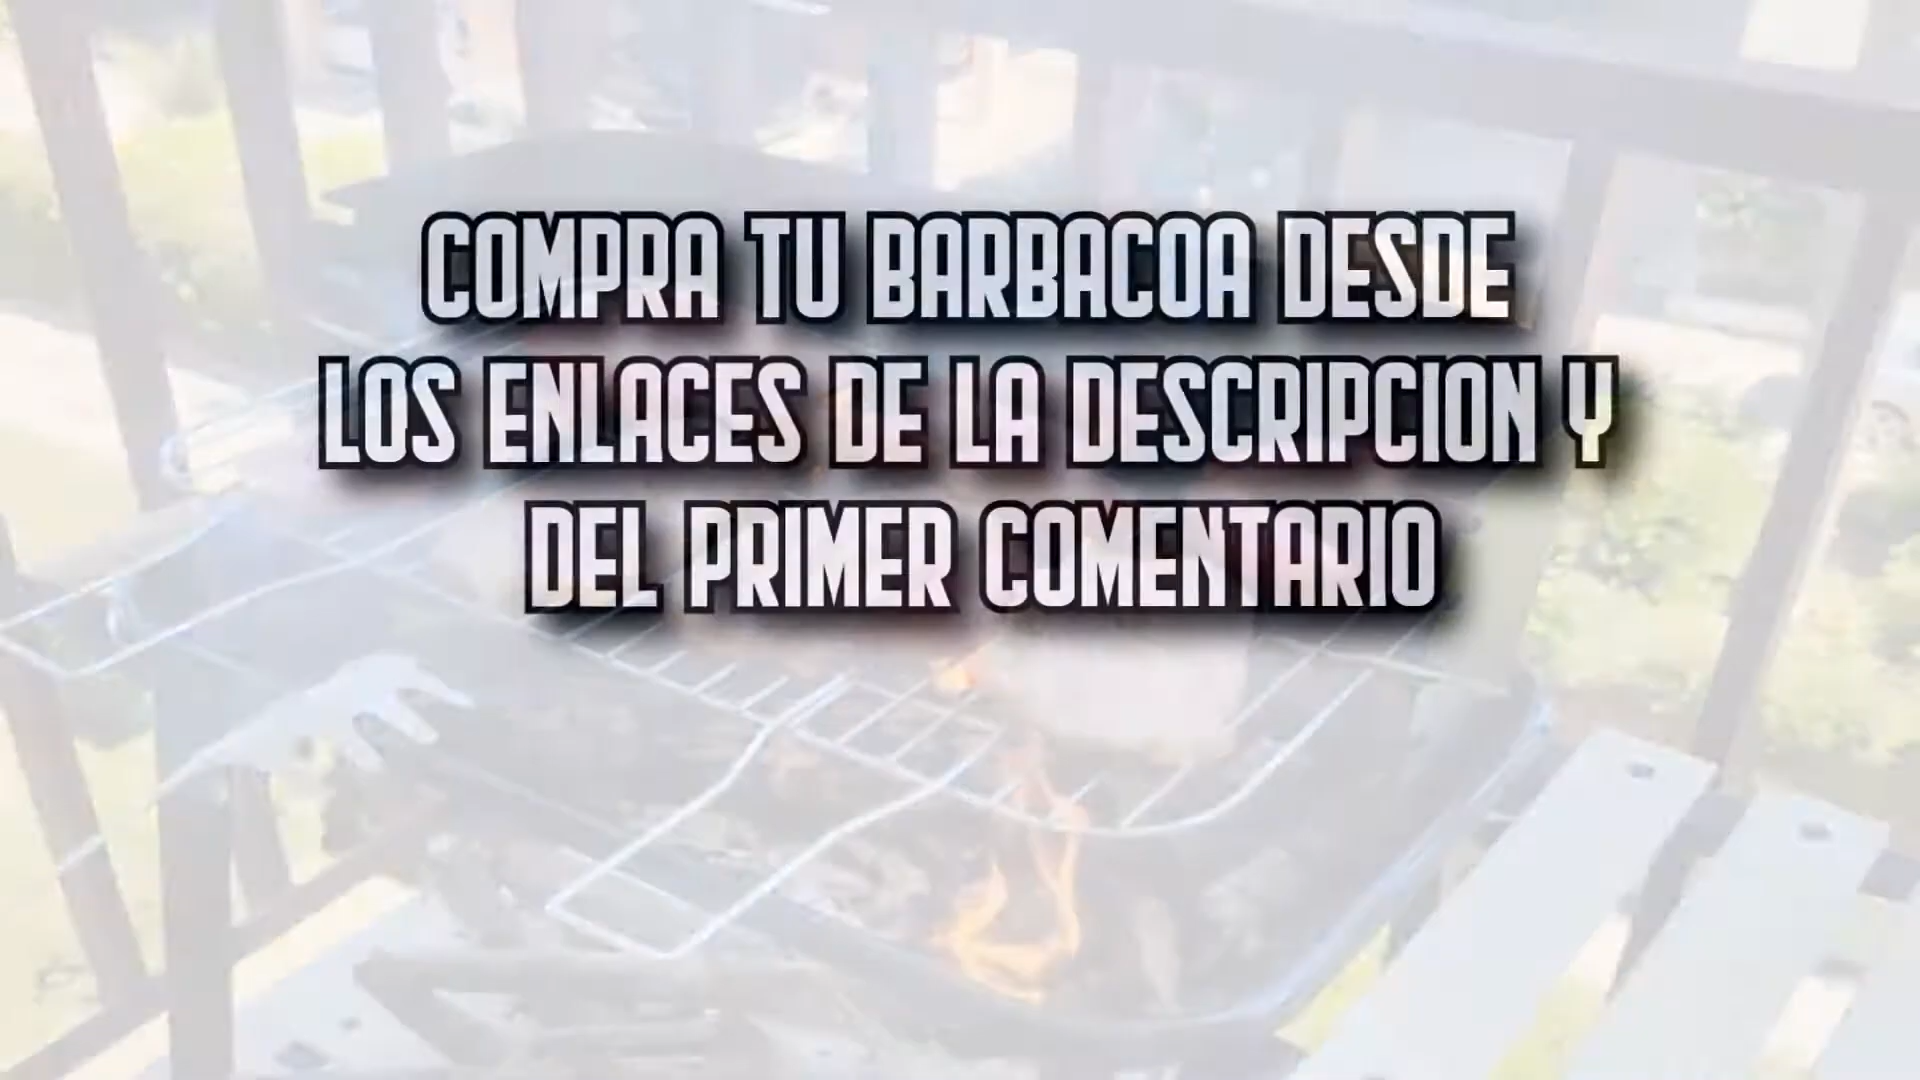 COMPRA TU BARBACOA DESDE
LOS ENLACES DE LA DESCRIPCION Y
DEL PRIMER COMENTARIO